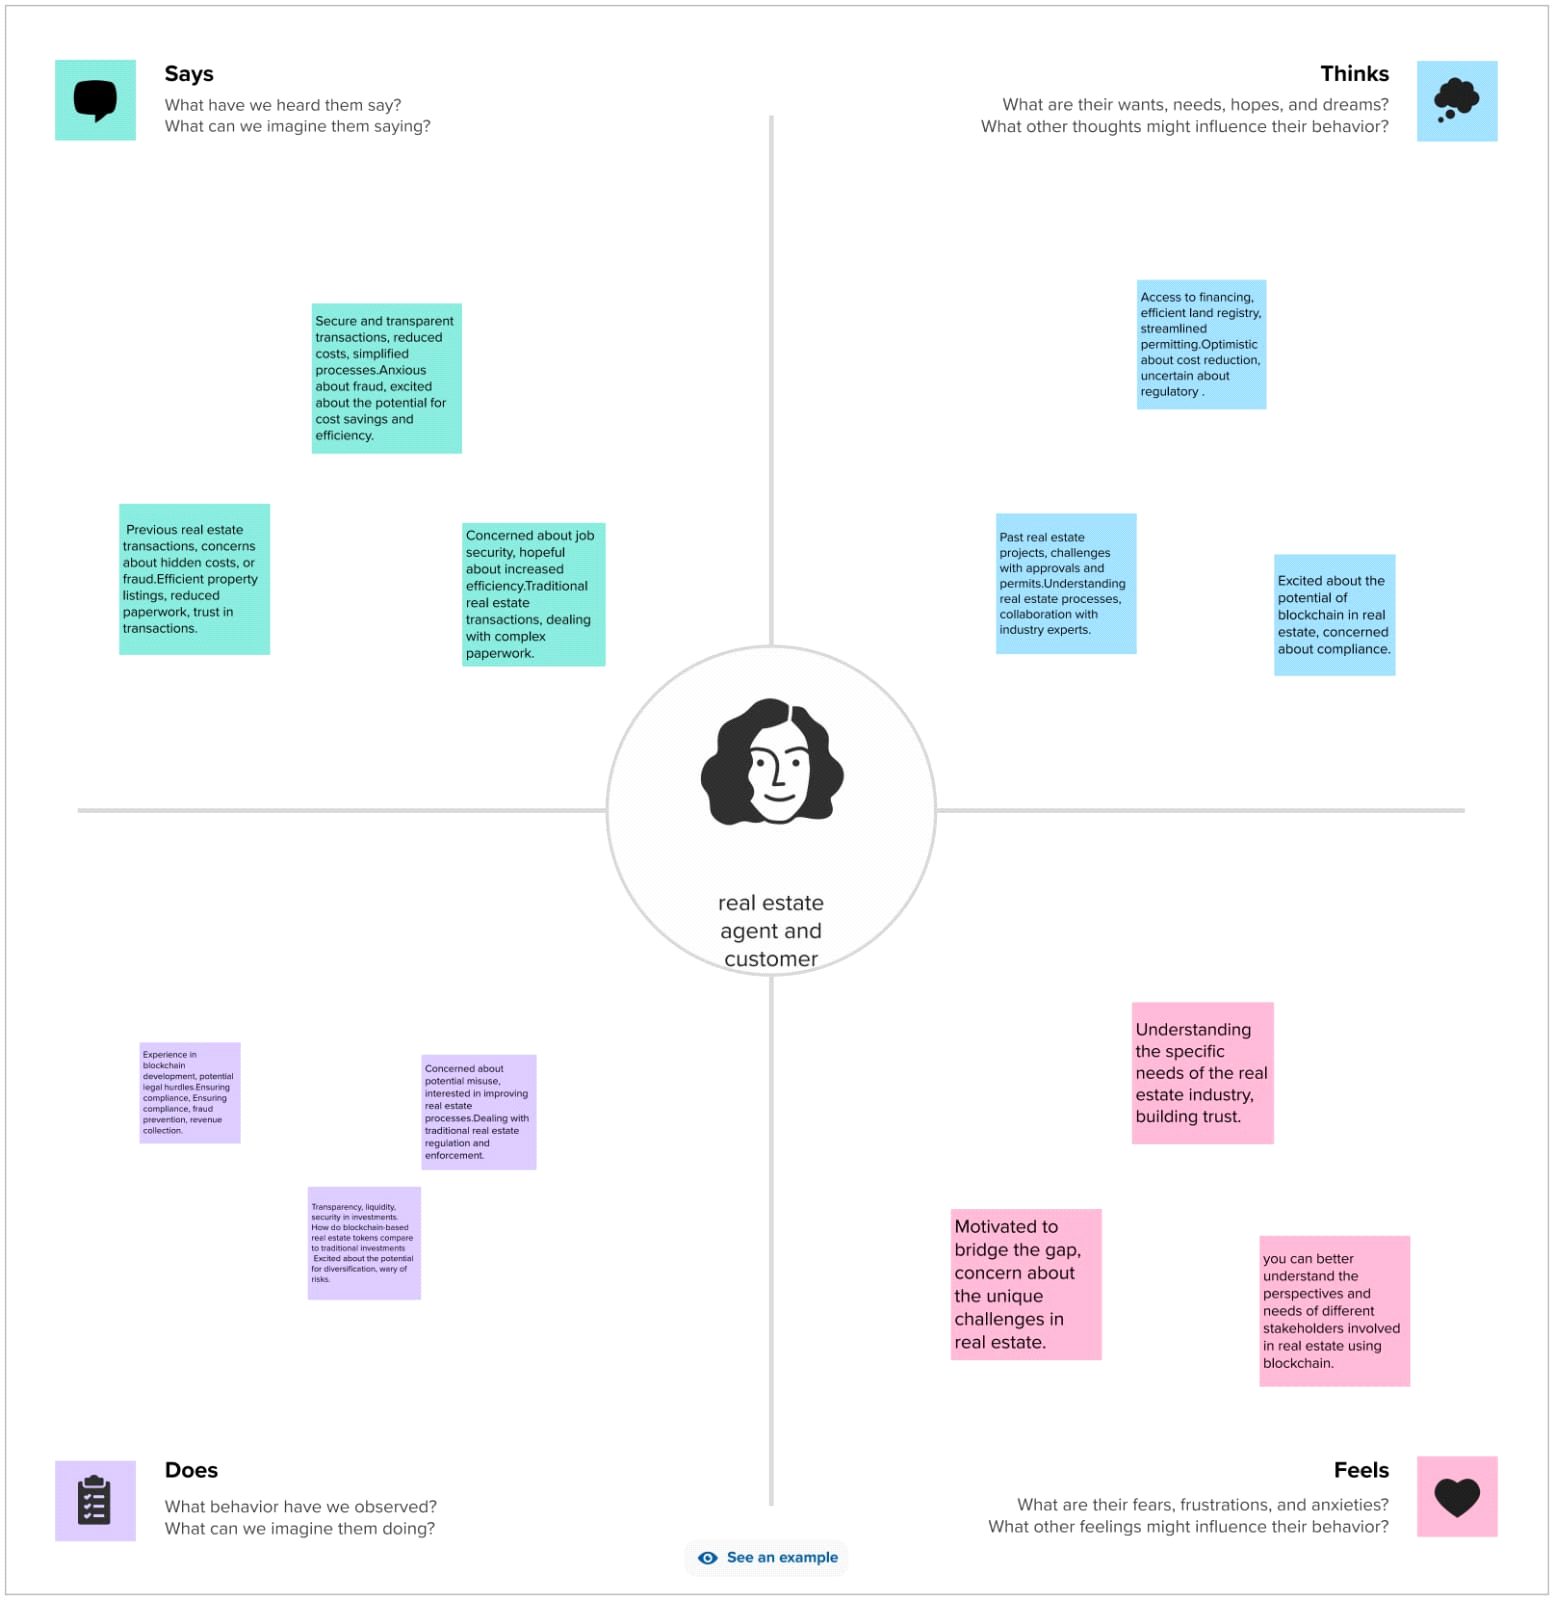 Says
What have we heard them say?
What can we imagine them saying?
Thinks
What are their wants, needs, hopes, and dreams?
What other thoughts might influence their behavior?
Secure and transparent
transactions, reduced
costs, simplified
processes.Anxious
about fraud, excited
about the potential for
cost savings and
efficiency.
Previous real estate
transactions, concerns
about hidden costs, or
fraud.Efficient property
listings, reduced
paperwork, trust in
transactions.
Concerned about job
security, hopeful
about increased
efficiency.Traditional
real estate
transactions, dealing
with complex
paperwork.
Access to financing,
efficient land registry,
streamlined
permitting.Optimistic
about cost reduction,
uncertain about
regulatory .
Past real estate
projects, challenges
with approvals and
permits.Understanding
real estate processes,
collaboration with
industry experts.
Excited about the
potential of
blockchain in real
estate, concerned
about compliance.
real estate
agent and
customer
Experience in
blockchain
development, potential
legal hurdles.Ensuring
compliance, Ensuring
compliance, fraud
prevention, revenue
collection.
Concerned about
potential misuse,
interested in improving
real estate
processes.Dealing with
traditional real estate
regulation and
enforcement.
Transparency, liquidity,
security in investments.
How do blockchain-based
real estate tokens compare
to traditional investments
Excited about the potential
for diversification, wary of
risks.
Understanding
the specific
needs of the real
estate industry,
building trust.
Motivated to
bridge the gap,
concern about
the unique
challenges in
real estate.
you can better
understand the
perspectives and
needs of different
stakeholders involved
in real estate using
blockchain.
Does
What behavior have we observed?
What can we imagine them doing?
Feels
What are their fears, frustrations, and anxieties?
What other feelings might influence their behavior?
See an example